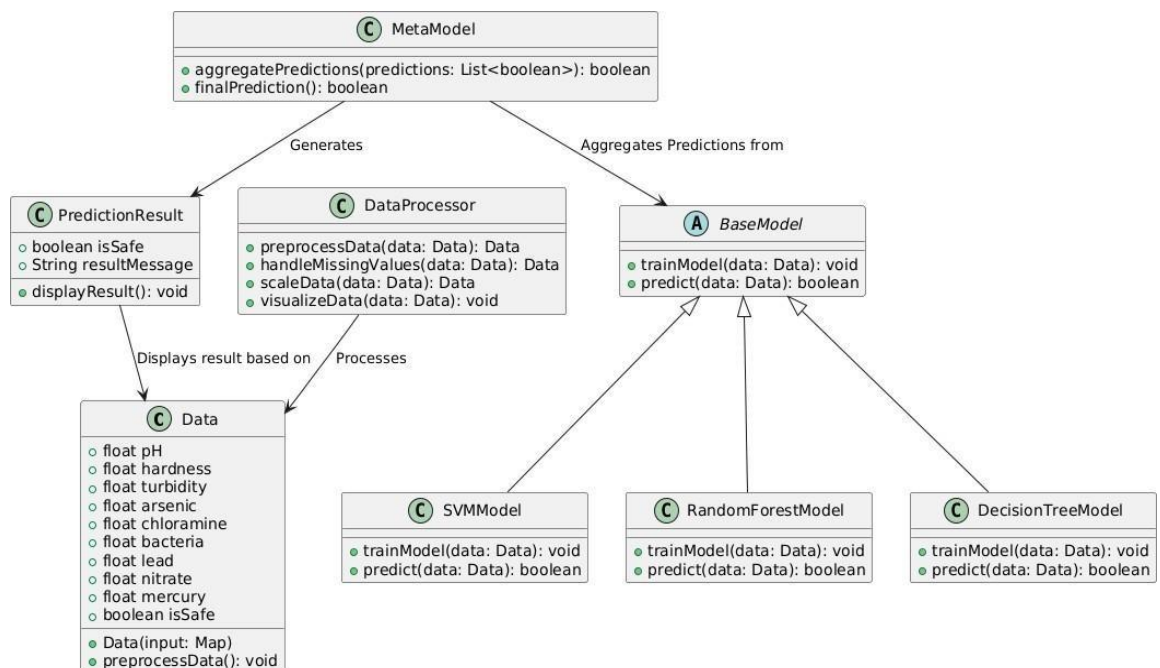 C MetaModel
aggregatePredictions(predictions: List<boolean>): boolean
finalPrediction(): boolean
Generates
Aggregates Predictions from
C PredictionResult
boolean isSafe
String resultMessage
displayResult(): void
C DataProcessor
preprocessData(data: Data): Data
handleMissingValues(data: Data): Data
scaleData(data: Data): Data
visualizeData(data: Data): void
A BaseModel
trainModel(data: Data): void
predict(data: Data): boolean
Displays result based on
Processes
C Data
float pH
float hardness
float turbidity
float arsenic
float chloramine
float bacteria
float lead
float nitrate
float mercury
boolean isSafe
Data(input: Map)
preprocessData(): void
C SVMModel
trainModel(data: Data): void
predict(data: Data): boolean
C RandomForestModel
trainModel(data: Data): void
predict(data: Data): boolean
C DecisionTreeModel
trainModel(data: Data): void
predict(data: Data): boolean